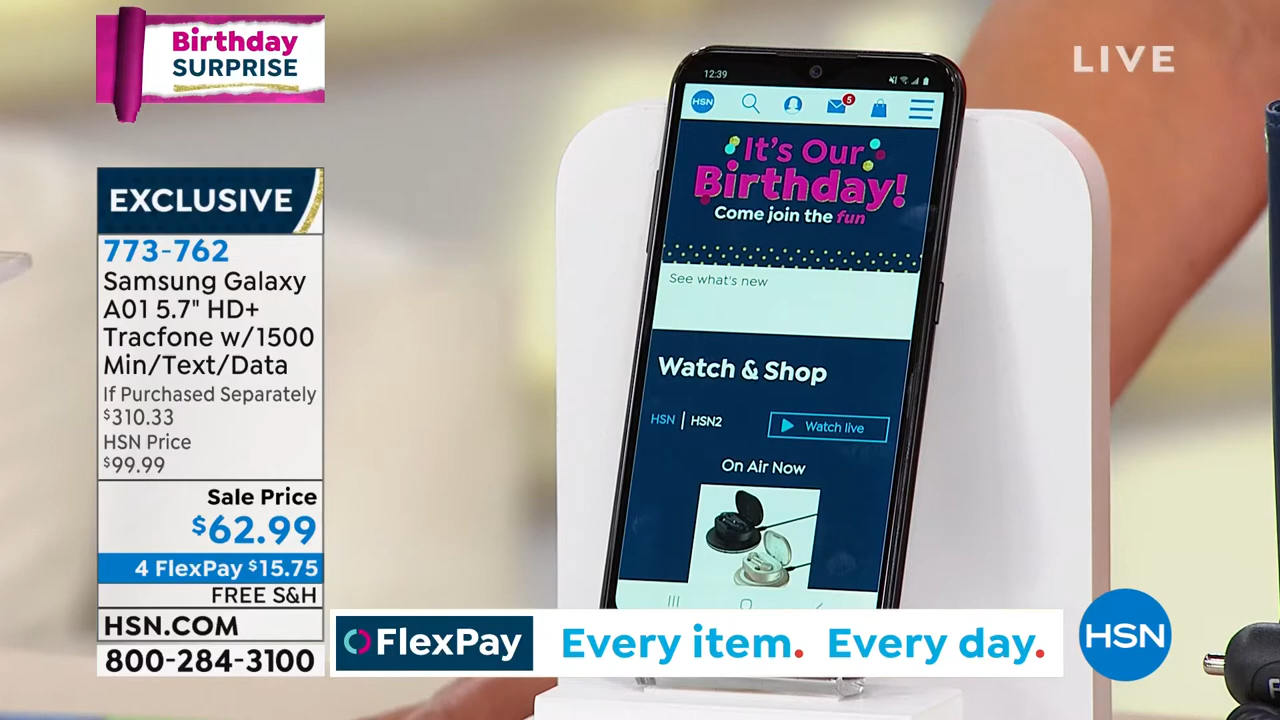 Birthday
SURPRISE
LIVE
EXCLUSIVE
773-762
Samsung Galaxy
A01 5.7" HD+
Tracfone w/1500
Min/Text/Data
If Purchased Separately
$310.33
HSN Price
$99.99
Sale Price
$62.99
4 FlexPay $15.75
FREE S&H
HSN.COM
800-284-3100
12:39
HSN
5
It's Our
Birthday!
Come join the fun
See what's new
Watch & Shop
HSN | HSN2
Watch live
On Air Now
FlexPay
Every item. Every day.
HSN